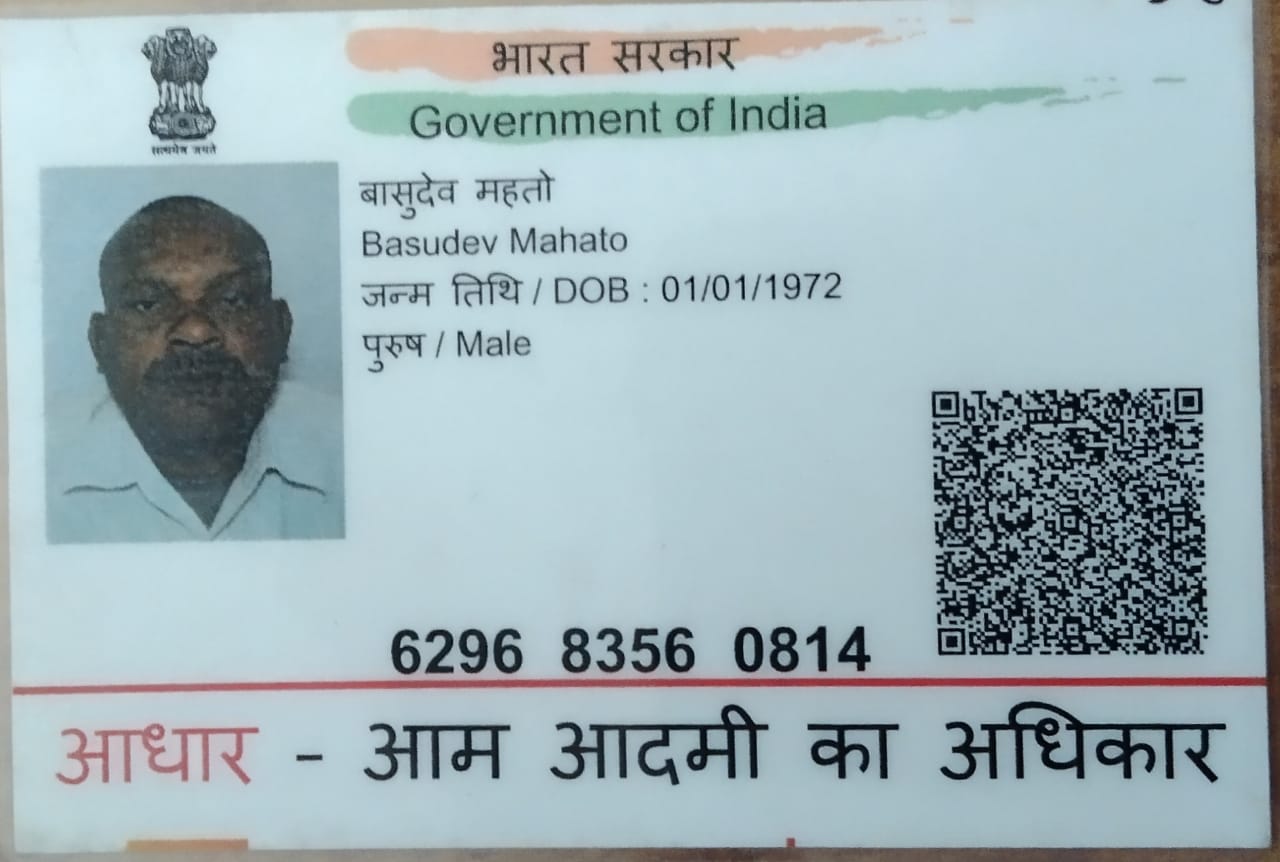 भारत सरकार
Government of India
सत्यमेव जयते
बासुदेव महतो
Basudev Mahato
जन्म तिथि / DOB : 01/01/1972
पुरुष / Male
6296 8356 0814
आधार - आम आदमी का अधिकार